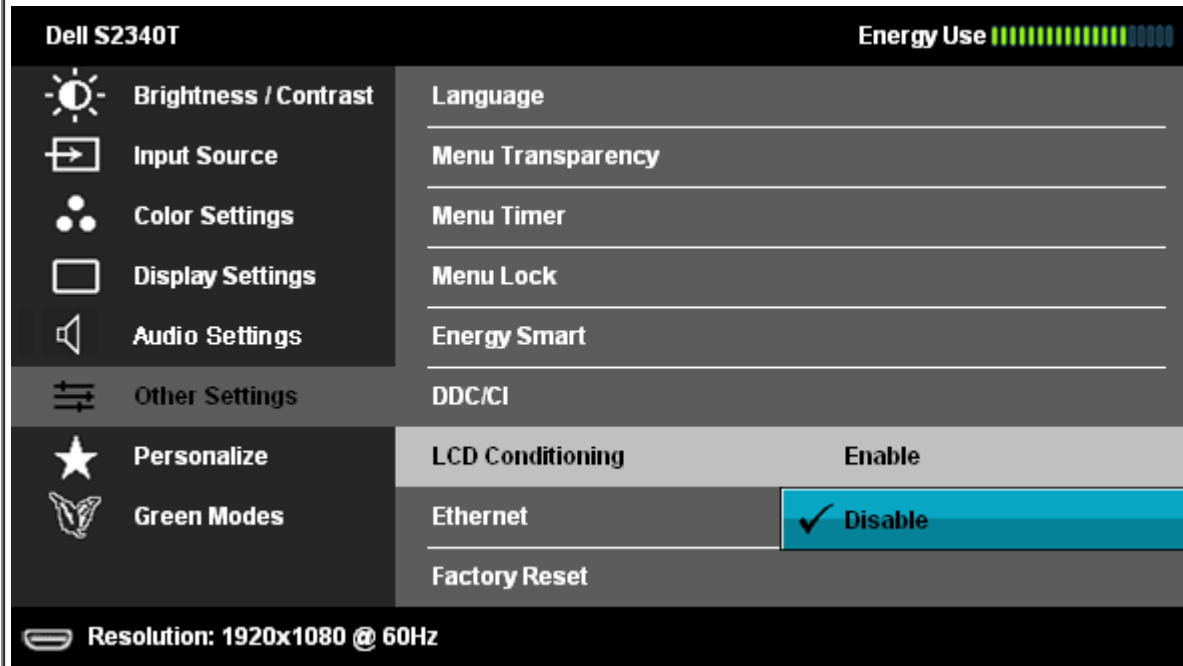 Dell S2340T Energy Use
Brightness / Contrast Language
Input Source Menu Transparency
Color Settings Menu Timer
Display Settings Menu Lock
Audio Settings Energy Smart
Other Settings DDC/CI
Personalize LCD Conditioning Enable
Green Modes Ethernet Disable
Factory Reset
Resolution: 1920x1080 @ 60Hz